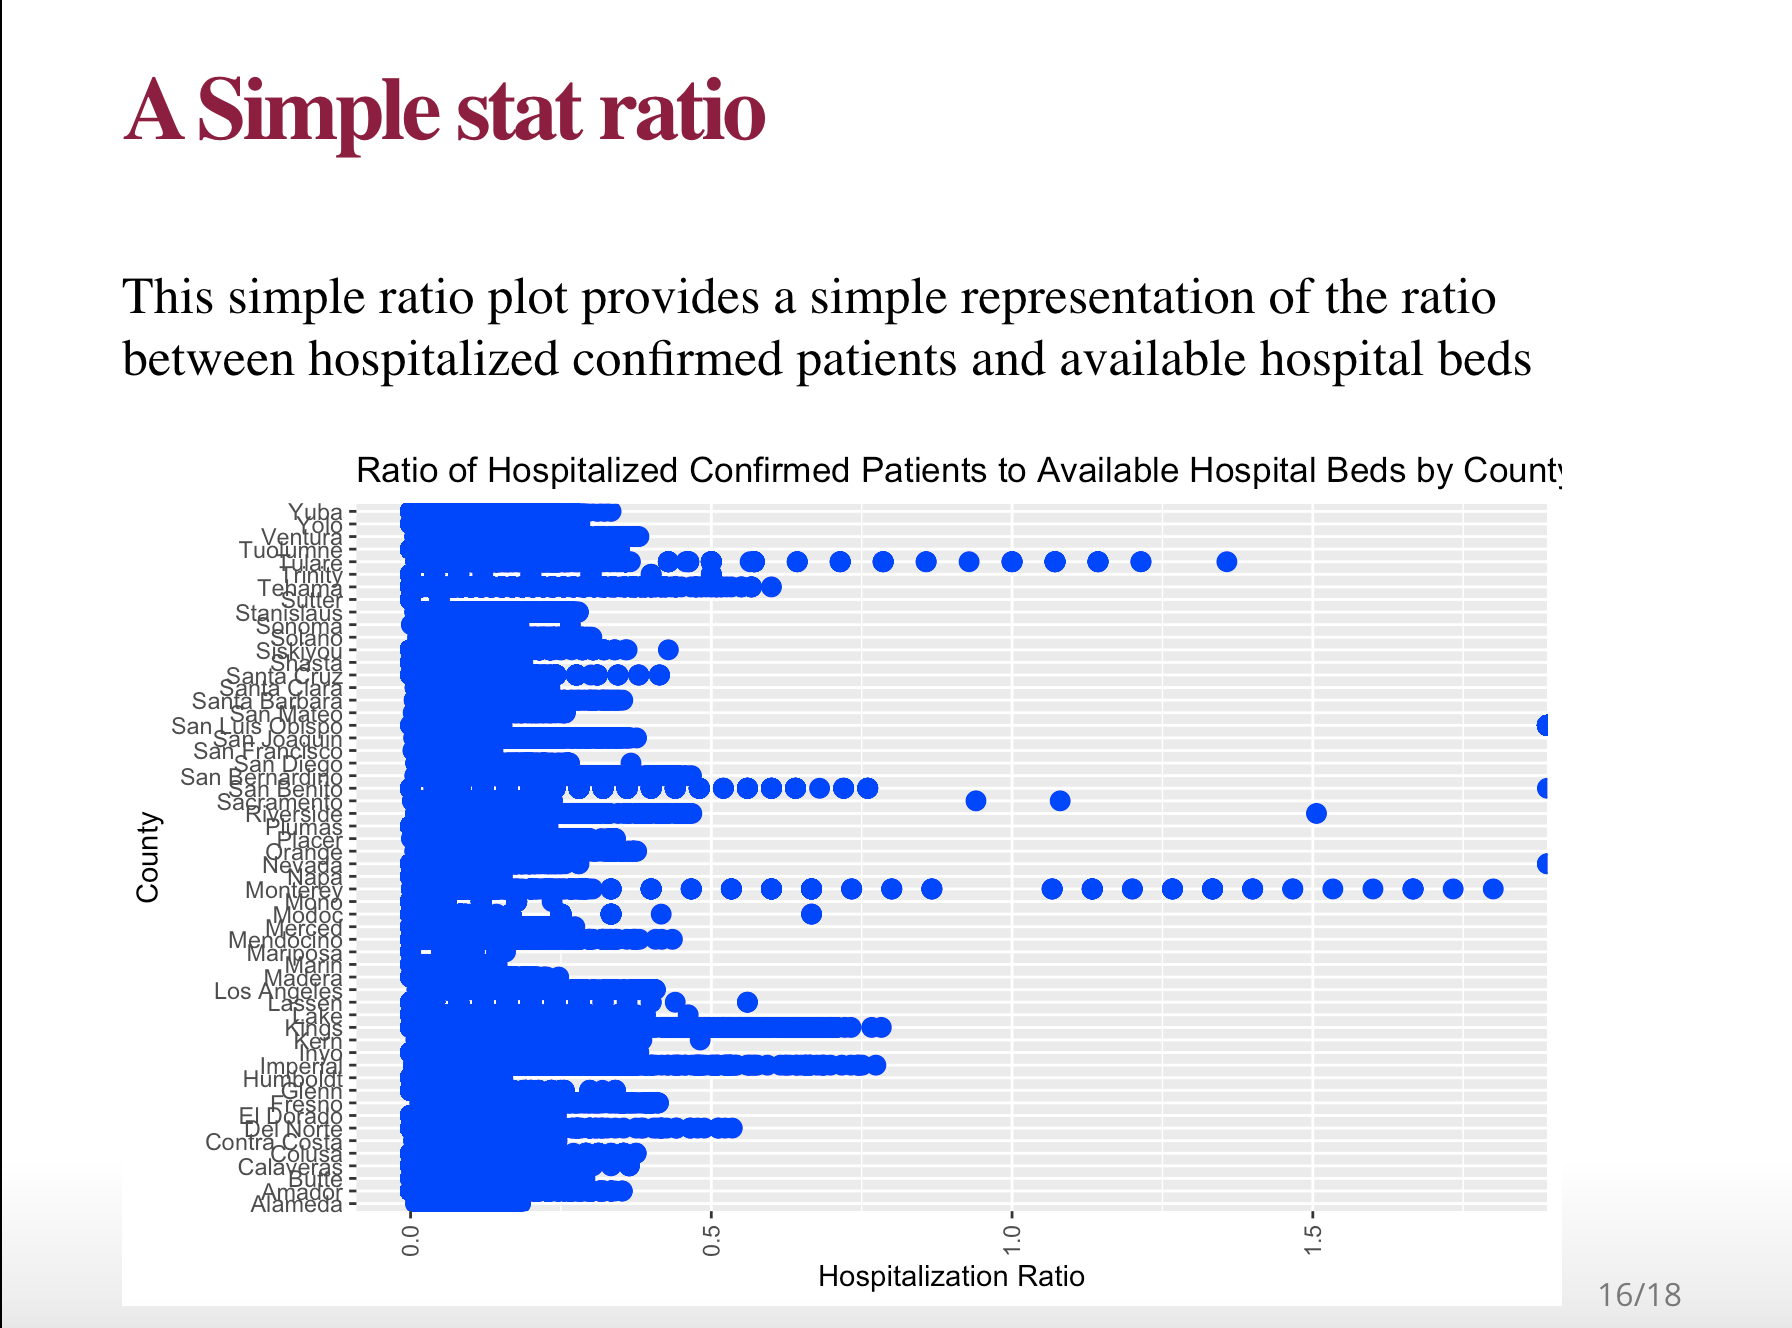 A Simple stat ratio
This simple ratio plot provides a simple representation of the ratio
between hospitalized confirmed patients and available hospital beds
Ratio of Hospitalized Confirmed Patients to Available Hospital Beds by County
County
Yuba
Yolo
Ventura
Tuolumne
Tulare
Trinity
Tehama
Sutter
Stanislaus
Sonoma
Solano
Siskiyou
Shasta
Santa Cruz
Santa Clara
Santa Barbara
San Mateo
San Luis Obispo
San Joaquin
San Francisco
San Diego
San Bernardino
San Benito
Sacramento
Riverside
Plumas
Placer
Orange
Nevada
Napa
Monterey
Mono
Modoc
Merced
Mendocino
Mariposa
Marin
Madera
Los Angeles
Lassen
Lake
Kings
Kern
Inyo
Imperial
Humboldt
Glenn
Fresno
El Dorado
Del Norte
Contra Costa
Colusa
Calaveras
Butte
Amador
Alameda
0.0
0.5
1.0
1.5
Hospitalization Ratio
16/18